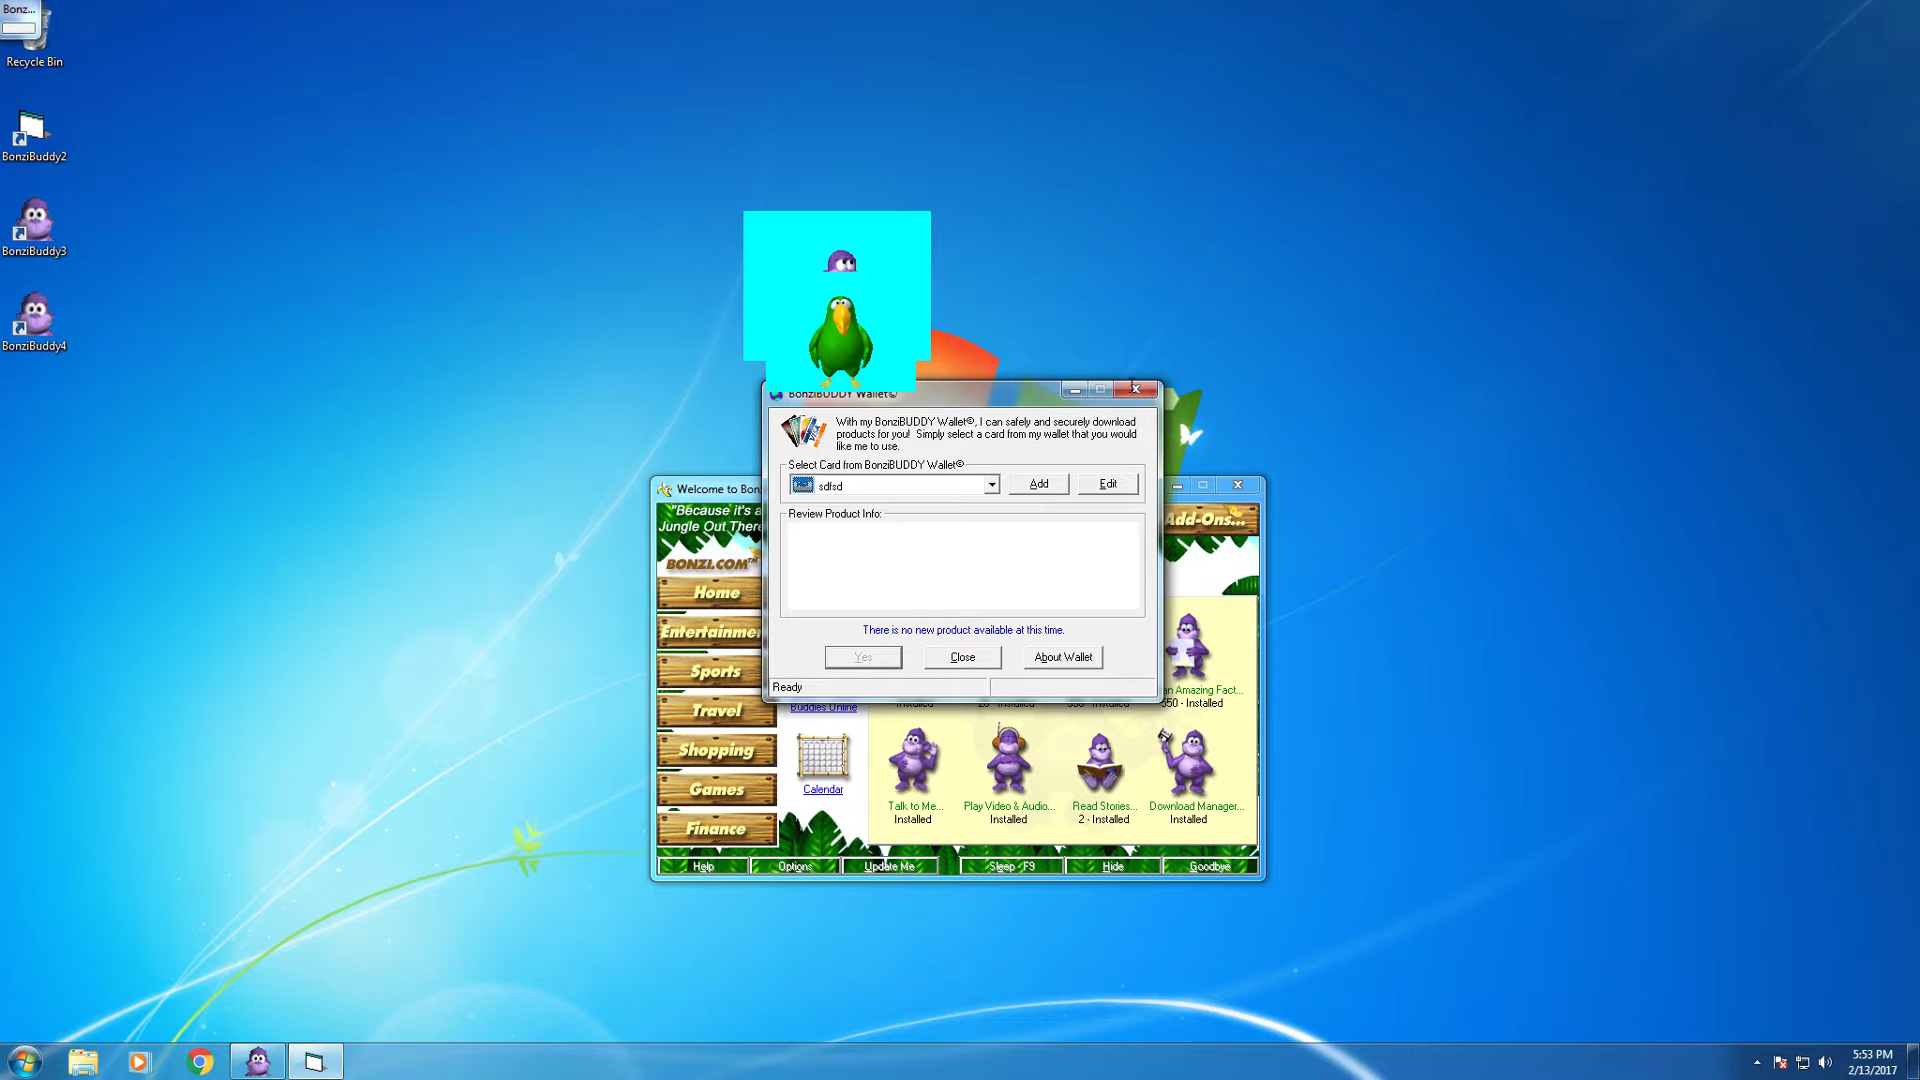 Bonz...
Recycle Bin
BonziBuddy2
BonziBuddy3
BonziBuddy4
BonziBUDDY Wallet©
With my BonziBUDDY Wallet©, I can safely and securely download
products for you! Simply select a card from my wallet that you would
like me to use.
Select Card from BonziBUDDY Wallet©
sdfsd
Add
Edit
Review Product Info:
There is no new product available at this time.
Yes
Close
About Wallet
Ready
Welcome to Bon
"Because it's a
Jungle Out There
BONZI.COM™
Add-Ons...
Home
Entertainme
Sports
Travel
Shopping
Games
Finance
Buddies Online
Calendar
an Amazing Fact...
550 - Installed
Installed
Installed
Installed
Talk to Me...
Installed
Play Video & Audio...
Installed
Read Stories...
2 - Installed
Download Manager...
Installed
Help
Options
Update Me
Sleep - F9
Hide
Goodbye
5:53 PM
2/13/2017